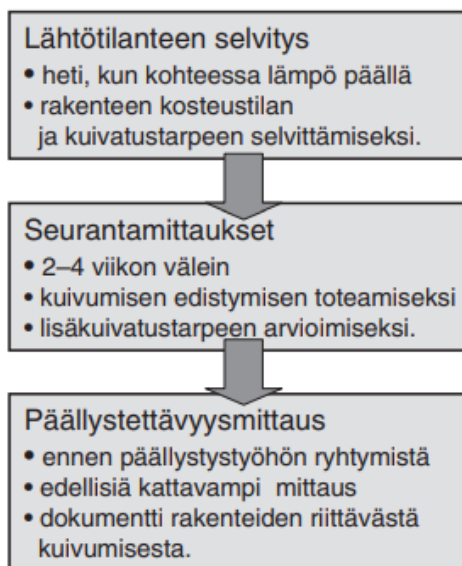 Lähtötilanteen selvitys
• heti, kun kohteessa lämpö päällä
• rakenteen kosteustilan
ja kuivatustarpeen selvittämiseksi.
Seurantamittaukset
• 2–4 viikon välein
• kuivumisen edistymisen toteamiseksi
• lisäkuivatustarpeen arvioimiseksi.
Päällystettävyysmittaus
• ennen päällystystyöhön ryhtymistä
• edellisiä kattavampi mittaus
• dokumentti rakenteiden riittävästä
kuivumisesta.